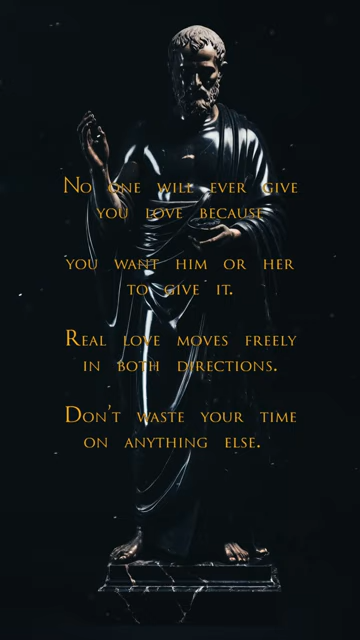 No one will ever give
you love because
you want him or her
to give it.
Real love moves freely
in both directions.
Don't waste your time
on anything else.